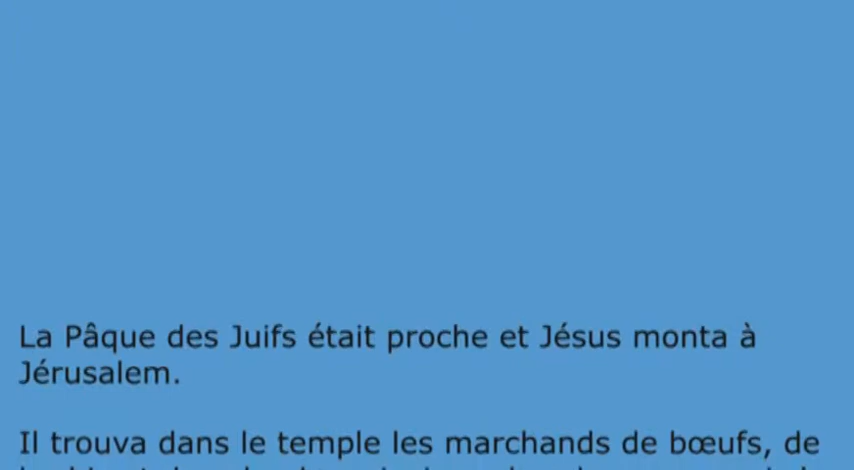 La Pâque des Juifs était proche et Jésus monta à
Jérusalem.
Il trouva dans le temple les marchands de bœufs, de